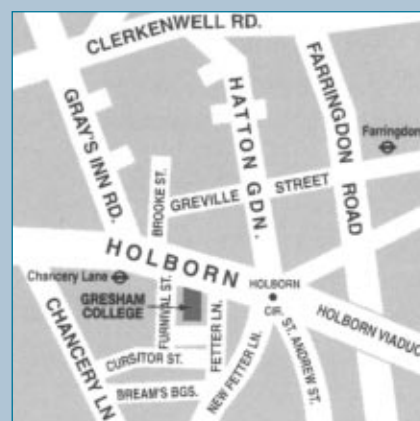 CLERKENWELL RD.
GRAY'S INN RD.
HATTON GDN.
FARRINGDON ROAD
Farringdon
BROOKE ST.
GREVILLE STREET
HOLBORN
Chancery Lane
GRESHAM
COLLEGE
FURNIVAL ST.
FETTER LN.
HOLBORN
CIR.
HOLBORN VIADUC
CHANCERY LN
CURSITOR ST.
BREAM'S BGS.
NEW FETTER LN.
ST. ANDREW ST.